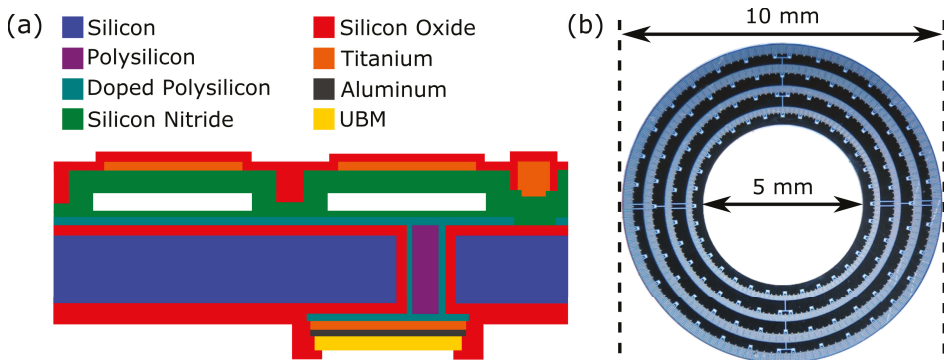 (a)
Silicon
Polysilicon
Doped Polysilicon
Silicon Nitride
Silicon Oxide
Titanium
Aluminum
UBM
(b)
10 mm
5 mm